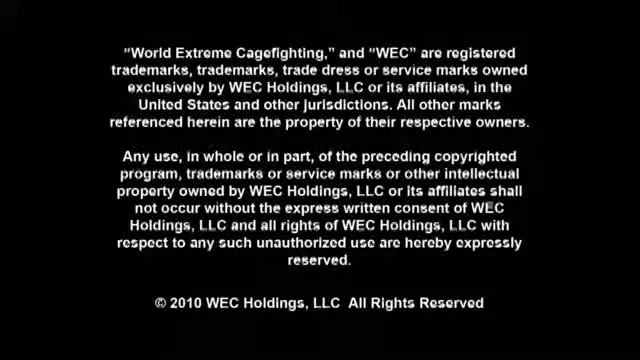 “World Extreme Cagefighting,” and “WEC” are registered
trademarks, trademarks, trade dress or service marks owned
exclusively by WEC Holdings, LLC or its affiliates, in the
United States and other jurisdictions. All other marks
referenced herein are the property of their respective owners.
Any use, in whole or in part, of the preceding copyrighted
program, trademarks or service marks or other intellectual
property owned by WEC Holdings, LLC or its affiliates shall
not occur without the express written consent of WEC
Holdings, LLC and all rights of WEC Holdings, LLC with
respect to any such unauthorized use are hereby expressly
reserved.
© 2010 WEC Holdings, LLC  All Rights Reserved